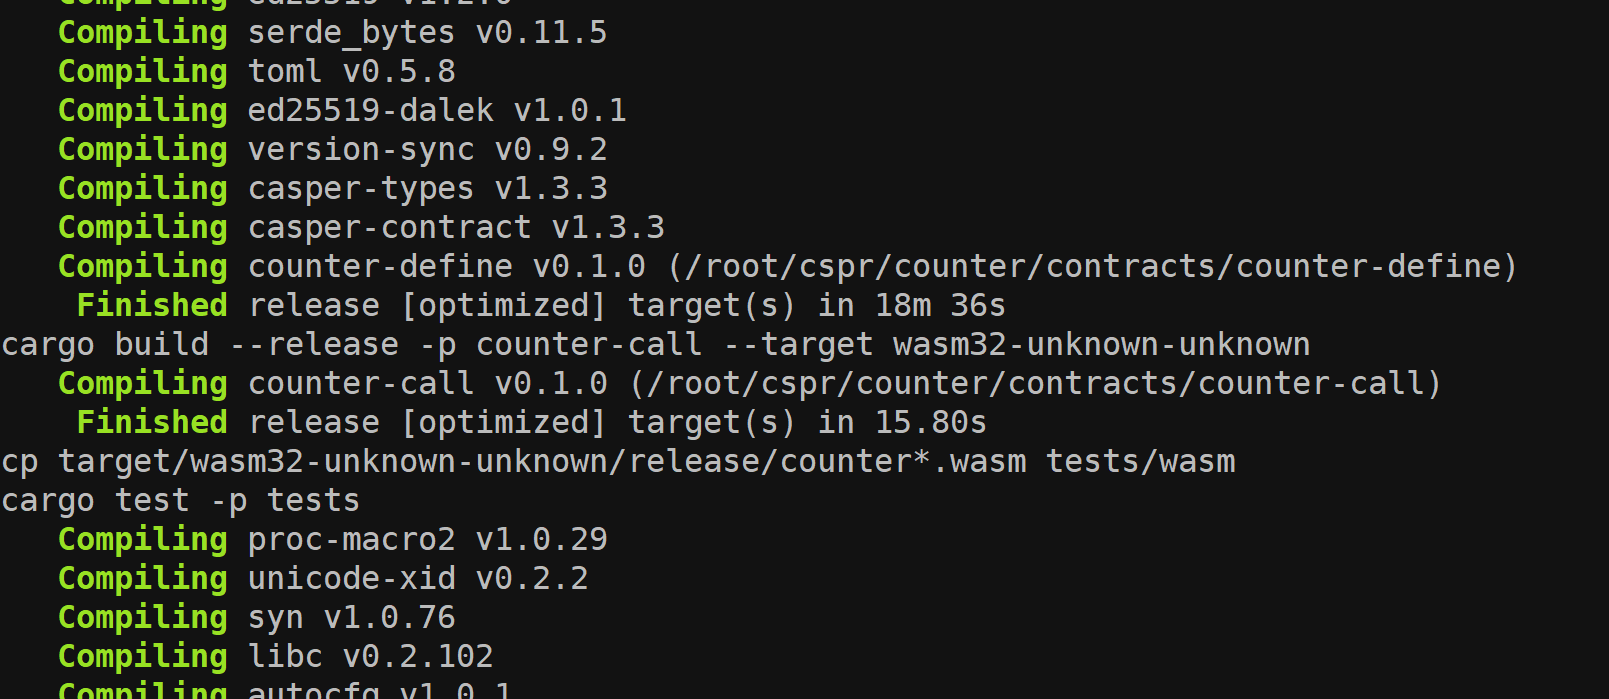 Compiling ed25519 v1.2.0
Compiling serde_bytes v0.11.5
Compiling toml v0.5.8
Compiling ed25519-dalek v1.0.1
Compiling version-sync v0.9.2
Compiling casper-types v1.3.3
Compiling casper-contract v1.3.3
Compiling counter-define v0.1.0 (/root/cspr/counter/contracts/counter-define)
Finished release [optimized] target(s) in 18m 36s
cargo build --release -p counter-call --target wasm32-unknown-unknown
Compiling counter-call v0.1.0 (/root/cspr/counter/contracts/counter-call)
Finished release [optimized] target(s) in 15.80s
cp target/wasm32-unknown-unknown/release/counter*.wasm tests/wasm
cargo test -p tests
Compiling proc-macro2 v1.0.29
Compiling unicode-xid v0.2.2
Compiling syn v1.0.76
Compiling libc v0.2.102
Compiling autocfg v1.0.1